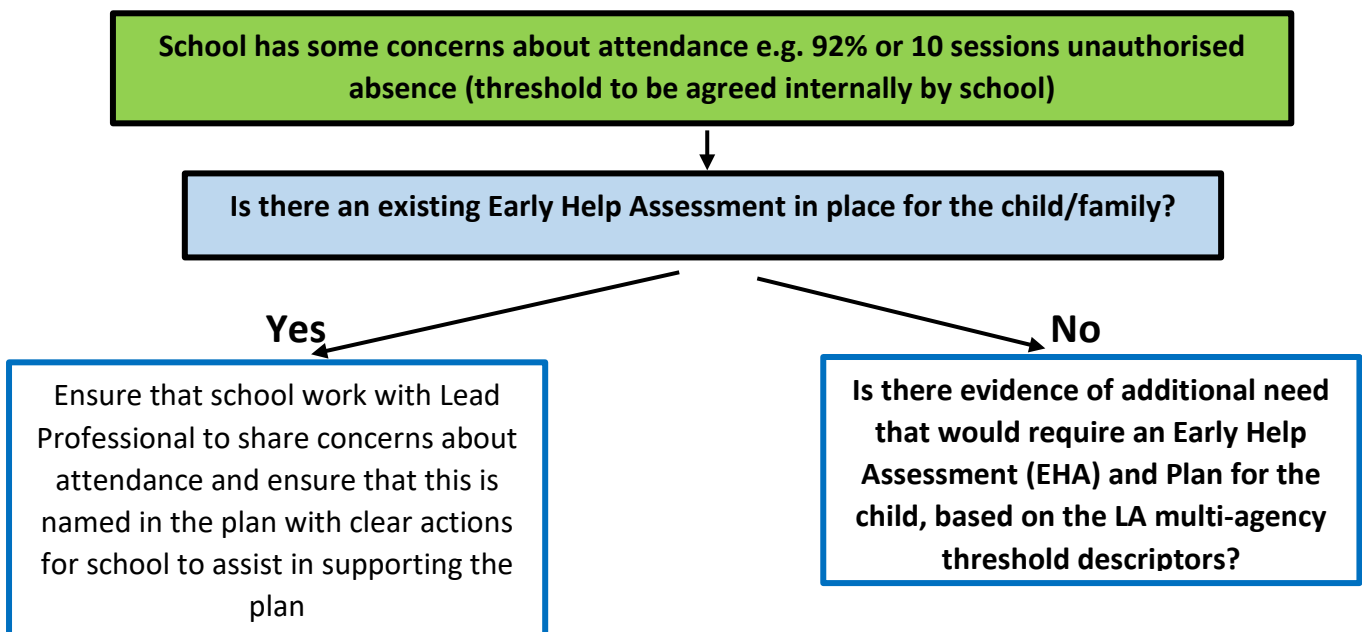 School has some concerns about attendance e.g. 92% or 10 sessions unauthorised
absence (threshold to be agreed internally by school)
Is there an existing Early Help Assessment in place for the child/family?
Yes
No
Ensure that school work with Lead
Professional to share concerns about
attendance and ensure that this is
named in the plan with clear actions
for school to assist in supporting the
plan
Is there evidence of additional need
that would require an Early Help
Assessment (EHA) and Plan for the
child, based on the LA multi-agency
threshold descriptors?